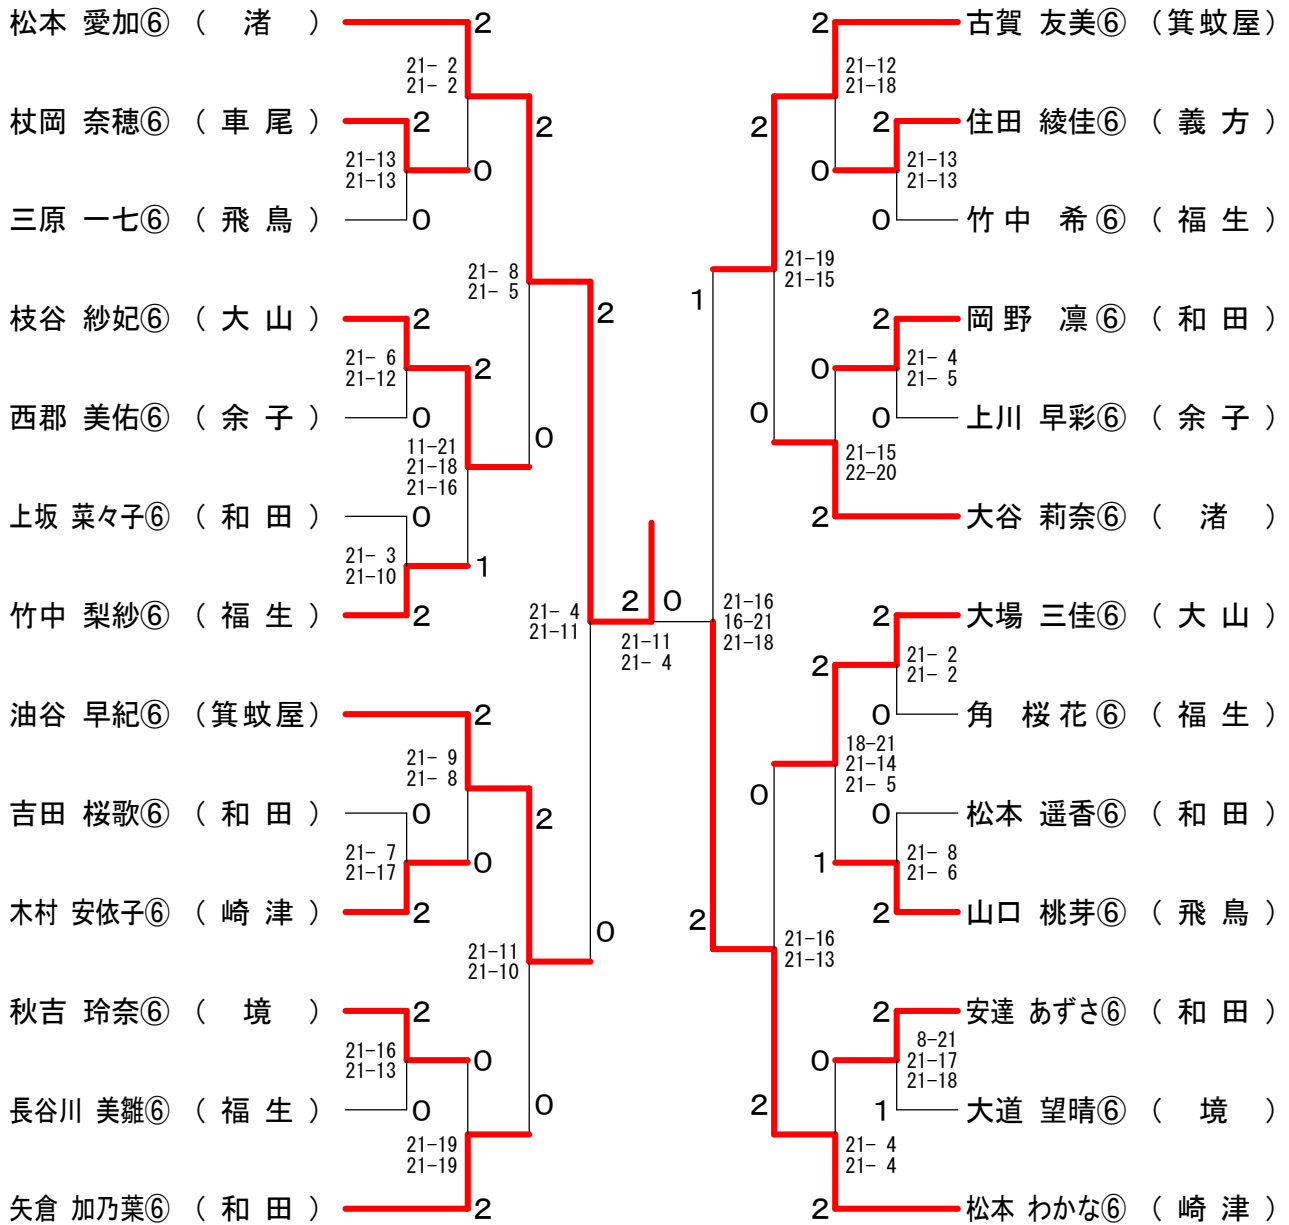 松本 愛加⑥ （ 渚 ） 2
21- 2
21- 2
杖岡 奈穂⑥ （ 車 尾 ） 2
2
21-13
21-13
0
三原 一七⑥ （ 飛 鳥 ） 0
21- 8
21- 5
枝谷 紗妃⑥ （ 大 山 ） 2
2
21- 6
21-12
2
西郡 美佑⑥ （ 余 子 ） 0
0
11-21
21-18
21-16
上坂 菜々子⑥ （ 和 田 ） 0
21- 3
21-10
1
竹中 梨紗⑥ （ 福 生 ） 2
21- 4
21-11
油谷 早紀⑥ （箕蚊屋） 2
21- 9
21- 8
吉田 桜歌⑥ （ 和 田 ） 0
2
21- 7
21-17
0
木村 安依子⑥ （ 崎 津 ） 2
0
21-11
21-10
秋吉 玲奈⑥ （ 境 ） 2
21-16
21-13
0
長谷川 美雛⑥ （ 福 生 ） 0
0
21-19
21-19
矢倉 加乃葉⑥ （ 和 田 ） 2
2 0
21-11
21- 4
2 古賀 友美⑥ （箕蚊屋）
21-12
21-18
2
2 住田 綾佳⑥ （ 義 方 ）
0
21-13
21-13
0 竹中 希⑥ （ 福 生 ）
21-19
21-15
1
2 岡野 凛⑥ （ 和 田 ）
0
21- 4
21- 5
0
0 上川 早彩⑥ （ 余 子 ）
21-15
22-20
2 大谷 莉奈⑥ （ 渚 ）
21-16
16-21
21-18
2 大場 三佳⑥ （ 大 山 ）
2
21- 2
21- 2
0 角 桜花⑥ （ 福 生 ）
18-21
21-14
21- 5
0
0 松本 遥香⑥ （ 和 田 ）
1
21- 8
21- 6
2 山口 桃芽⑥ （ 飛 鳥 ）
2
21-16
21-13
2 安達 あずさ⑥ （ 和 田 ）
0
8-21
21-17
21-18
2
1 大道 望晴⑥ （ 境 ）
21- 4
21- 4
2 松本 わかな⑥ （ 崎 津 ）